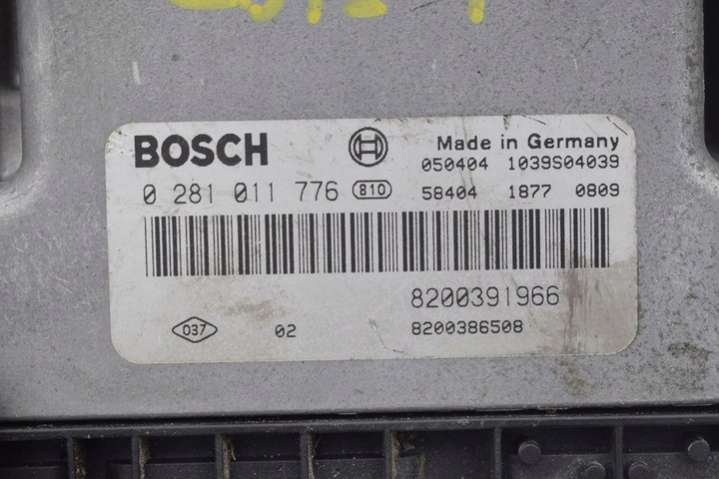 BOSCH
Made in Germany
050404 1039S04039
0 281 011 776 810
58404 1877 0809
8200391966
037 02 8200386508